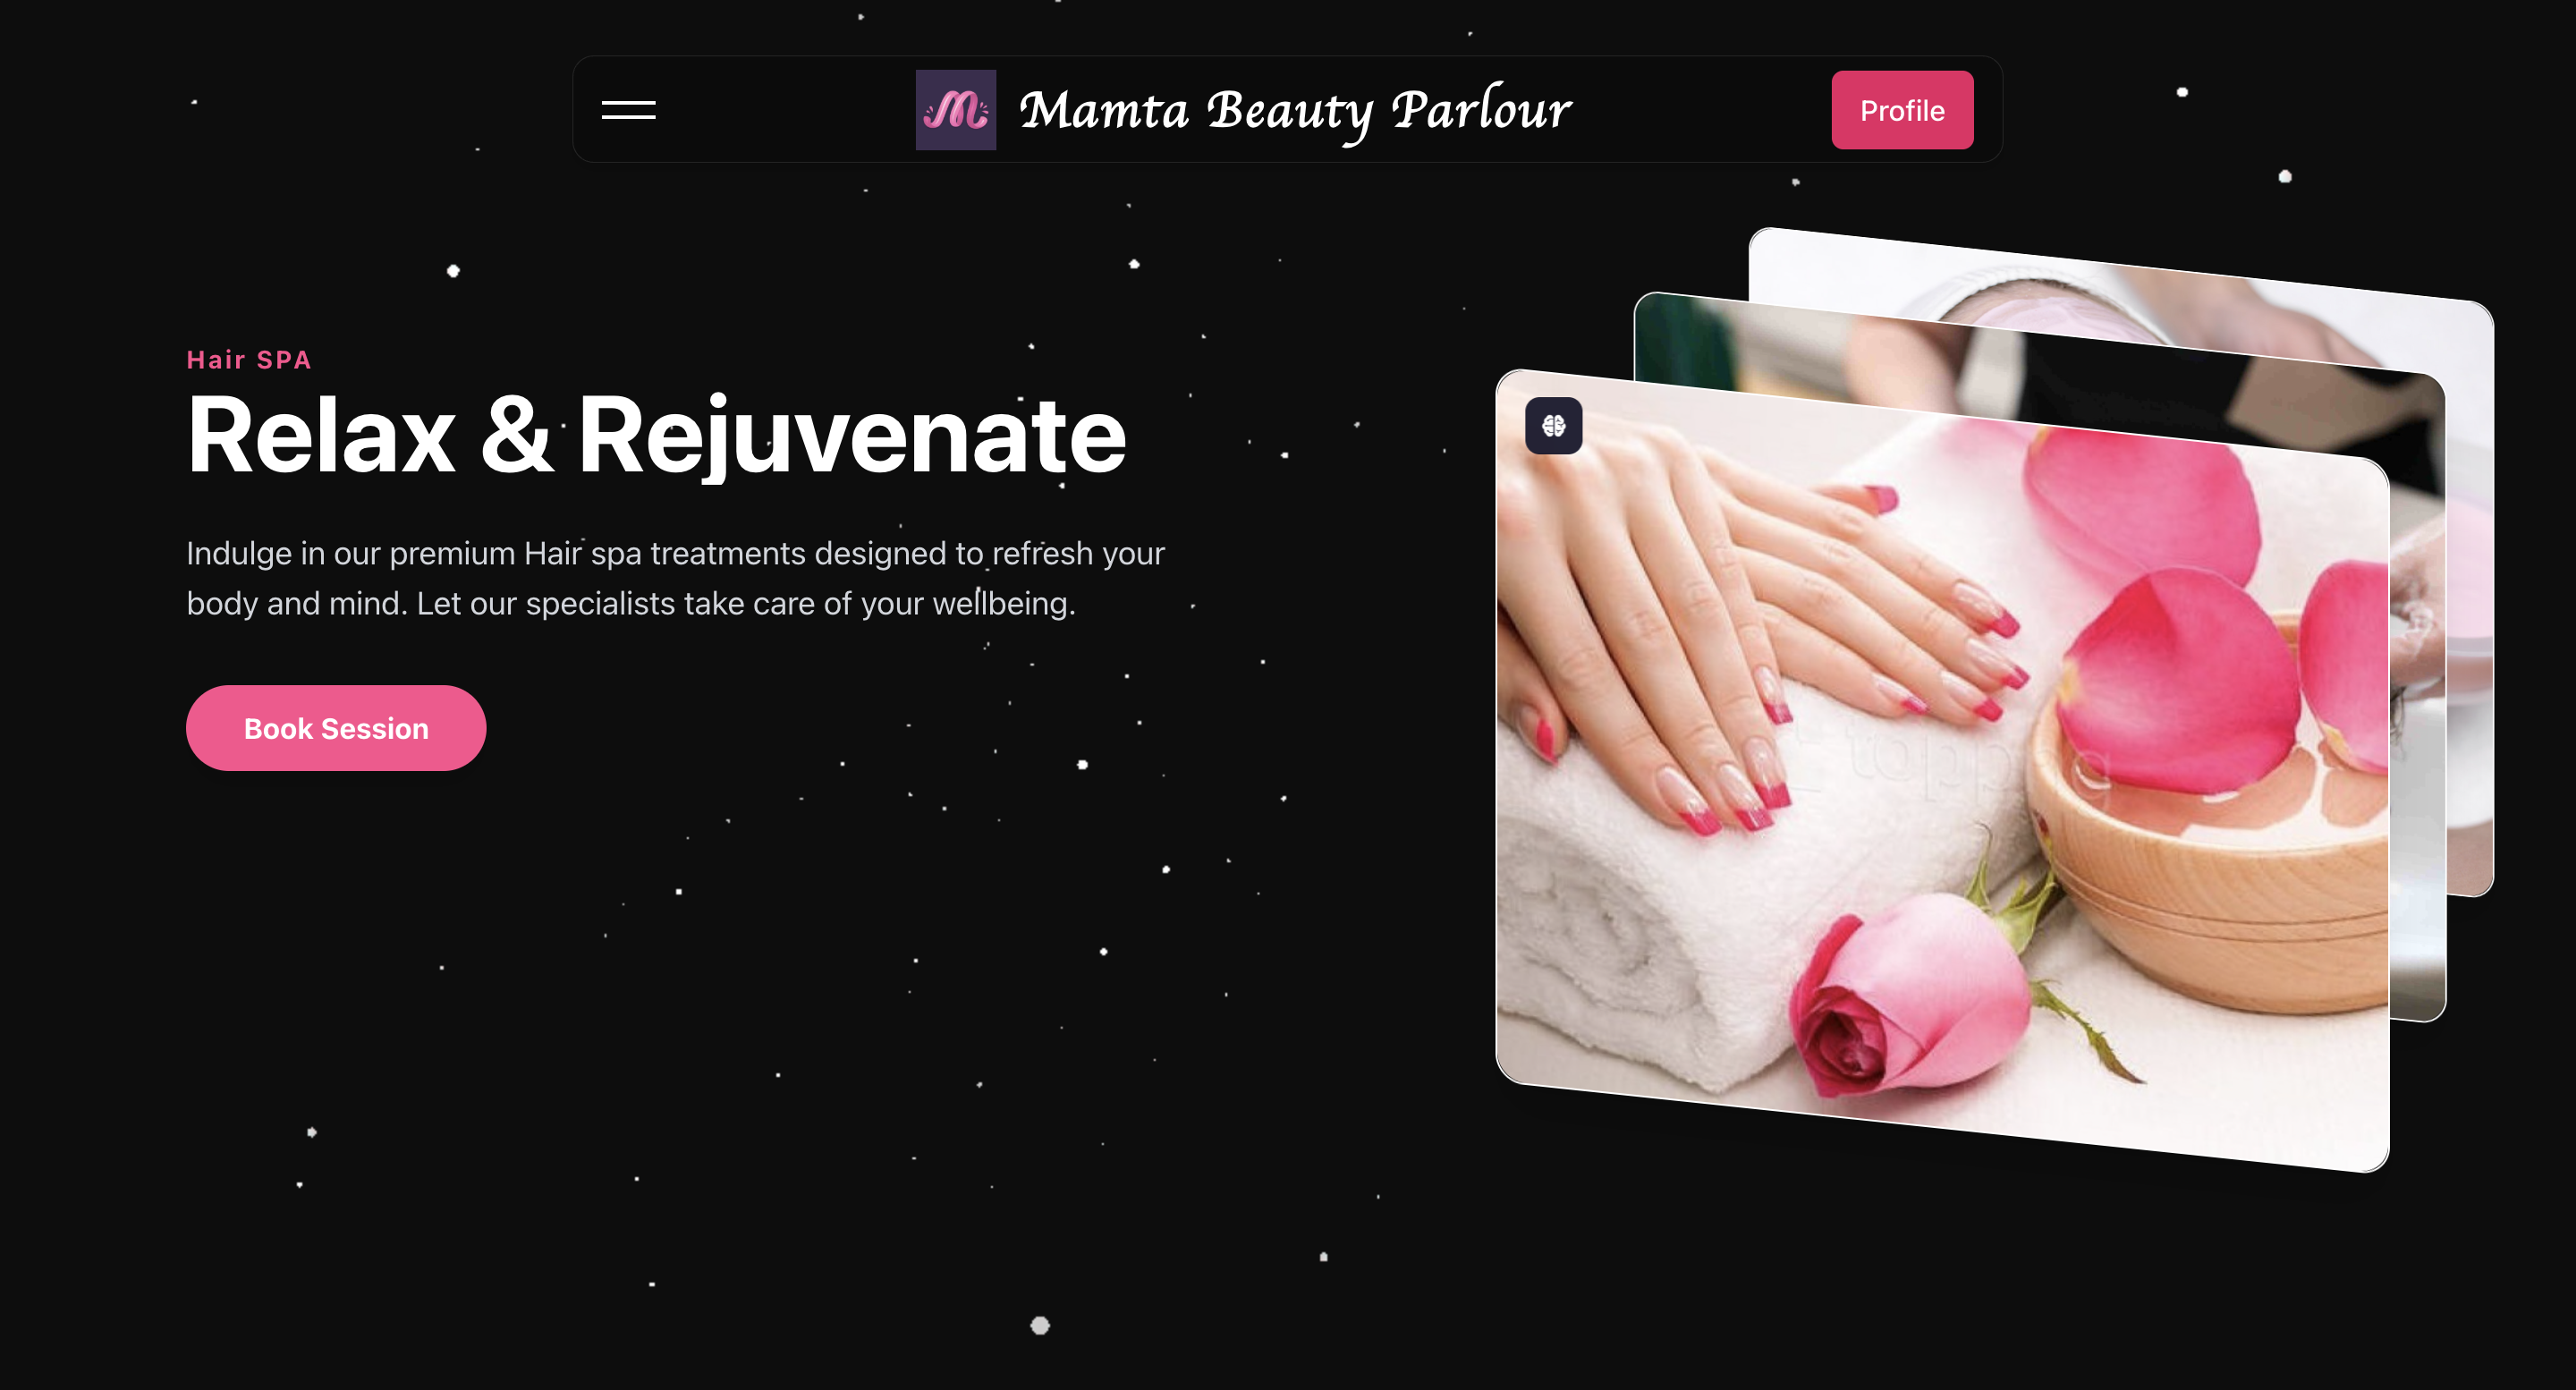 Mamta Beauty Parlour
Profile
Hair SPA
Relax & Rejuvenate
Indulge in our premium Hair spa treatments designed to refresh your
body and mind. Let our specialists take care of your wellbeing.
Book Session